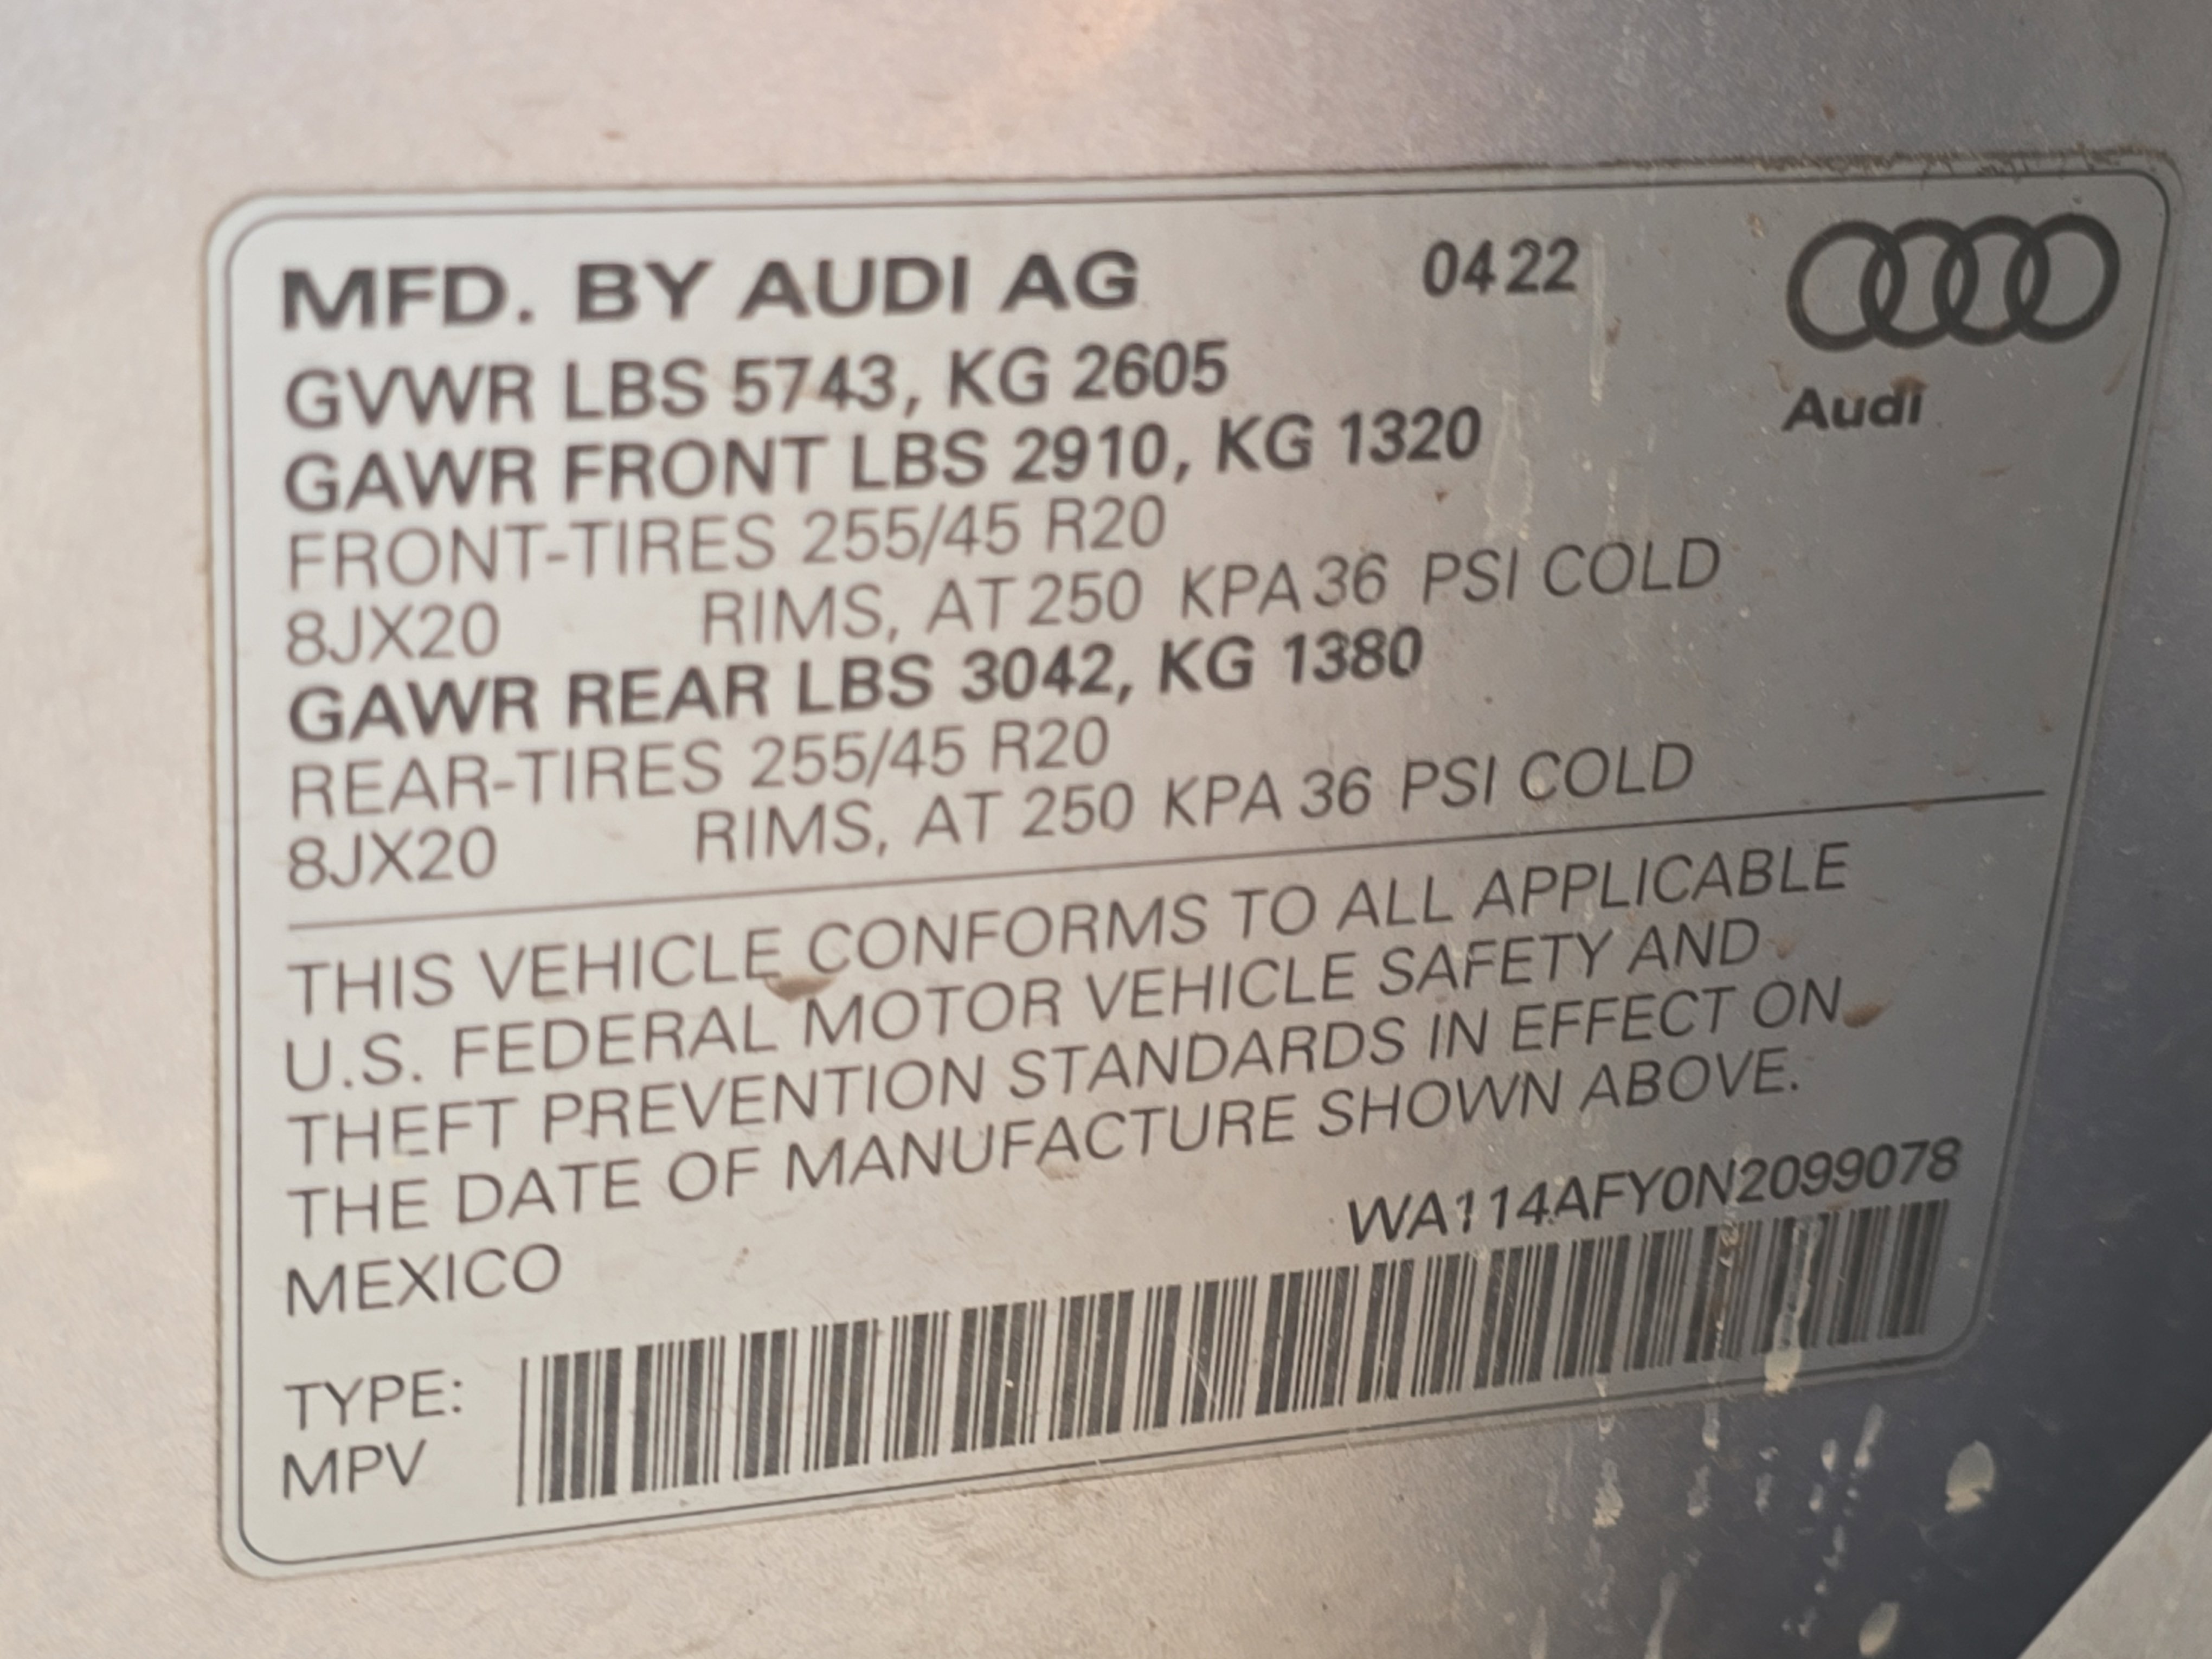 MFD. BY AUDI AG 0422
Audi
GVWR LBS 5743, KG 2605
GAWR FRONT LBS 2910, KG 1320
FRONT-TIRES 255/45 R20
8JX20 RIMS, AT 250 KPA 36 PSI COLD
GAWR REAR LBS 3042, KG 1380
REAR-TIRES 255/45 R20
8JX20 RIMS, AT 250 KPA 36 PSI COLD
THIS VEHICLE CONFORMS TO ALL APPLICABLE
U.S. FEDERAL MOTOR VEHICLE SAFETY AND
THEFT PREVENTION STANDARDS IN EFFECT ON
THE DATE OF MANUFACTURE SHOWN ABOVE.
MEXICO WA114AFY0N2099078
TYPE:
MPV